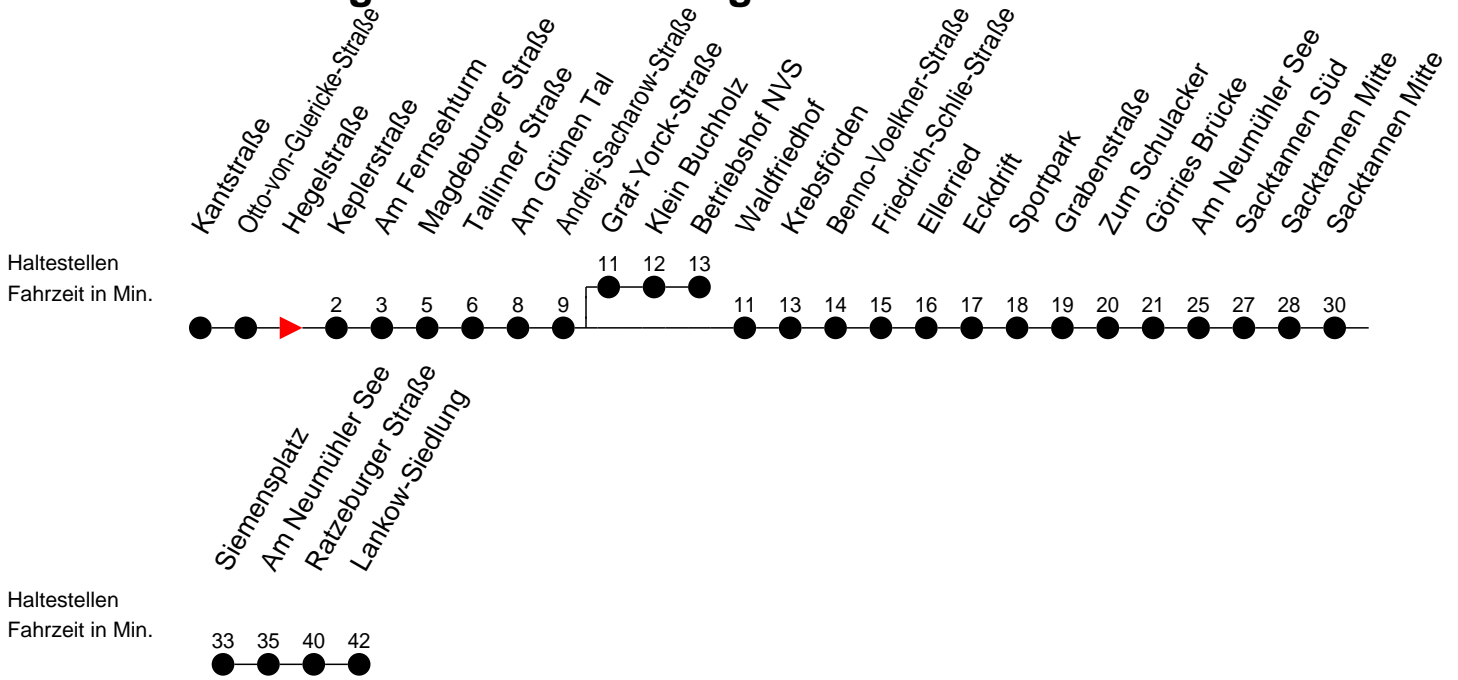 Kantstraße
Otto-von-Guericke-Straße
Hegelstraße
Keplerstraße
Am Fernsehturm
Magdeburger Straße
Tallinner Straße
Am Grünen Tal
Andrej-Sacharow-Straße
Graf-Yorck-Straße
Klein Buchholz
Betriebshof NVS
Waldfriedhof
Krebsförden
Benno-Voelkner-Straße
Friedrich-Schlie-Straße
Ellerried
Eckdrift
Sportpark
Grabenstraße
Zum Schulacker
Görries Brücke
Am Neumühler See
Sacktannen Süd
Sacktannen Mitte
Sacktannen Mitte
Haltestellen
11 12 13
Fahrzeit in Min.
2 3 5 6 8 9 11 13 14 15 16 17 18 19 20 21 25 27 28 30
Siemensplatz
Am Neumühler See
Ratzeburger Straße
Lankow-Siedlung
Haltestellen
Fahrzeit in Min.
33 35 40 42